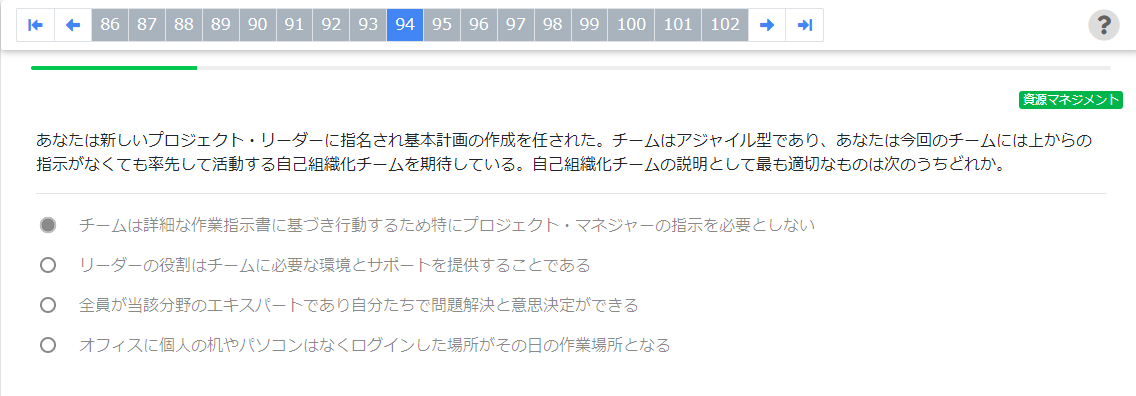 86 87 88 89 90 91 92 93 94 95 96 97 98 99 100 101 102 ?
資源マネジメント
あなたは新しいプロジェクト・リーダーに指名され基本計画の作成を任された。チームはアジャイル型であり、あなたは今回のチームには上からの
指示がなくても率先して活動する自己組織化チームを期待している。自己組織化チームの説明として最も適切なものは次のうちどれか。
チームは詳細な作業指示書に基づき行動するため特にプロジェクト・マネジャーの指示を必要としない
リーダーの役割はチームに必要な環境とサポートを提供することである
全員が当該分野のエキスパートであり自分たちで問題解決と意思決定ができる
オフィスに個人の机やパソコンはなくログインした場所がその日の作業場所となる